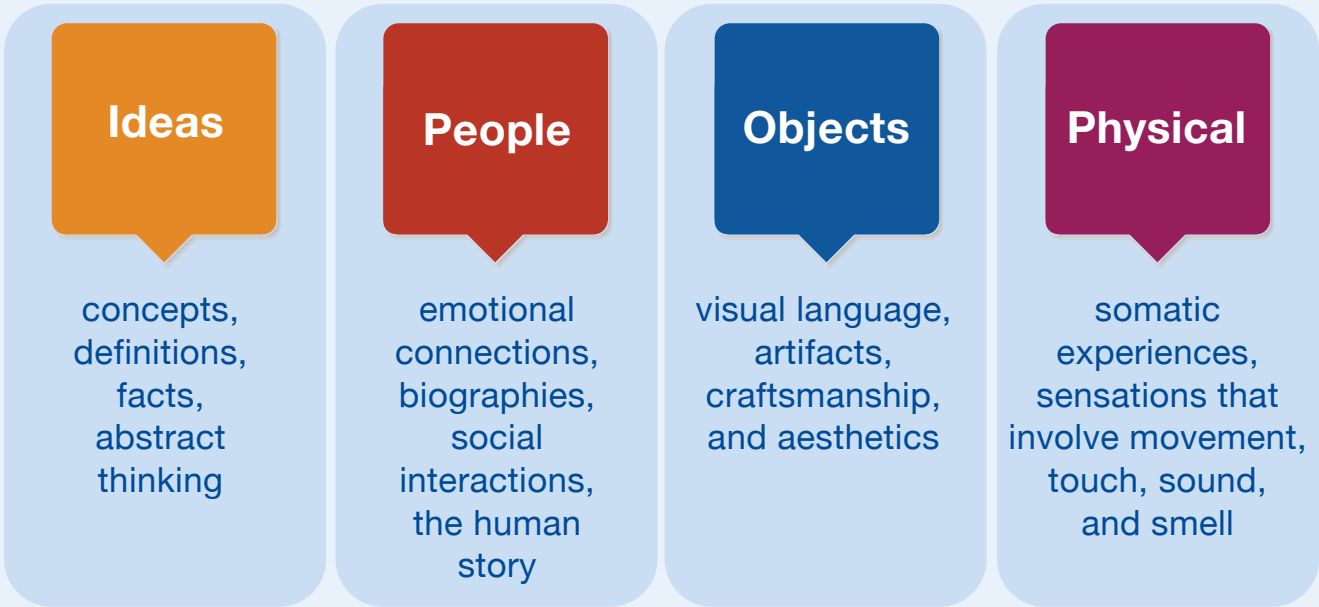 Ideas
concepts,
definitions,
facts,
abstract
thinking
People
emotional
connections,
biographies,
social
interactions,
the human
story
Objects
visual language,
artifacts,
craftsmanship,
and aesthetics
Physical
somatic
experiences,
sensations that
involve movement,
touch, sound,
and smell